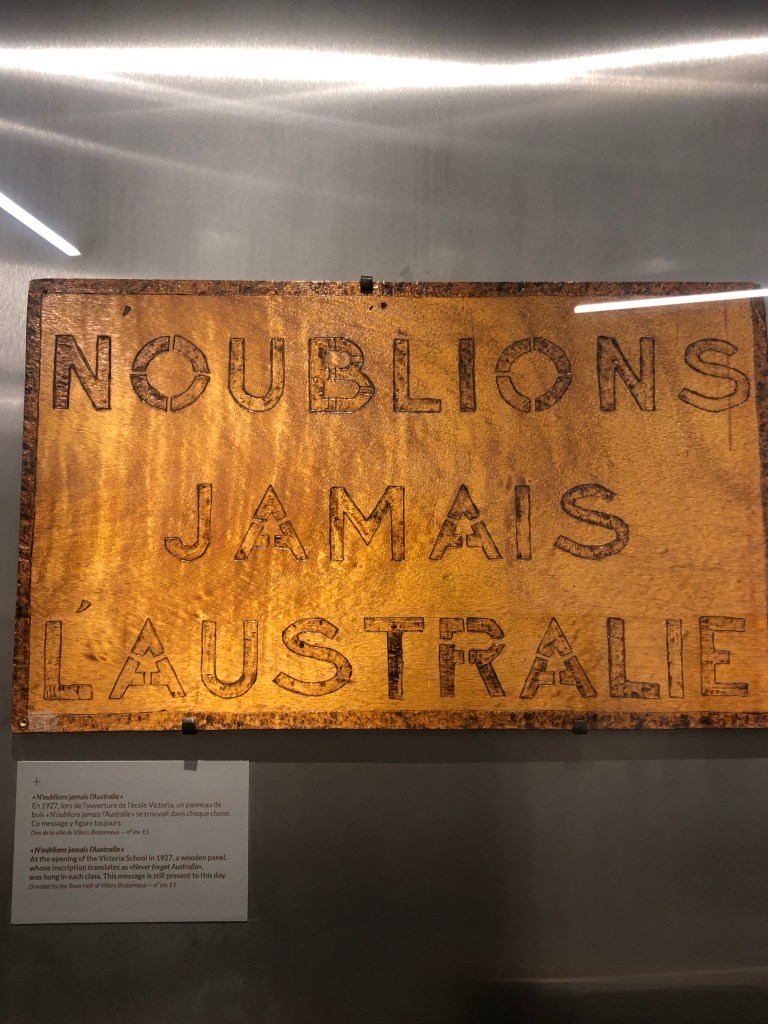 NOUBLIONS
JAMAIS
L'AUSTRALIE
« N'oublions jamais l'Australie »
En 1927, lors de l'ouverture de l'école Victoria, un panneau de
bois « N'oublions jamais l'Australie » se trouvait dans chaque classe.
Ce message y figure toujours.
Don de la ville de Villers-Bretonneux — n° inv. E3
« N'oublions jamais l'Australie »
At the opening of the Victoria School in 1927, a wooden panel,
whose inscription translates as «Never forget Australia»,
was hung in each class. This message is still present to this day.
Donated by the Town Hall of Villers-Bretonneux — n° inv. E3